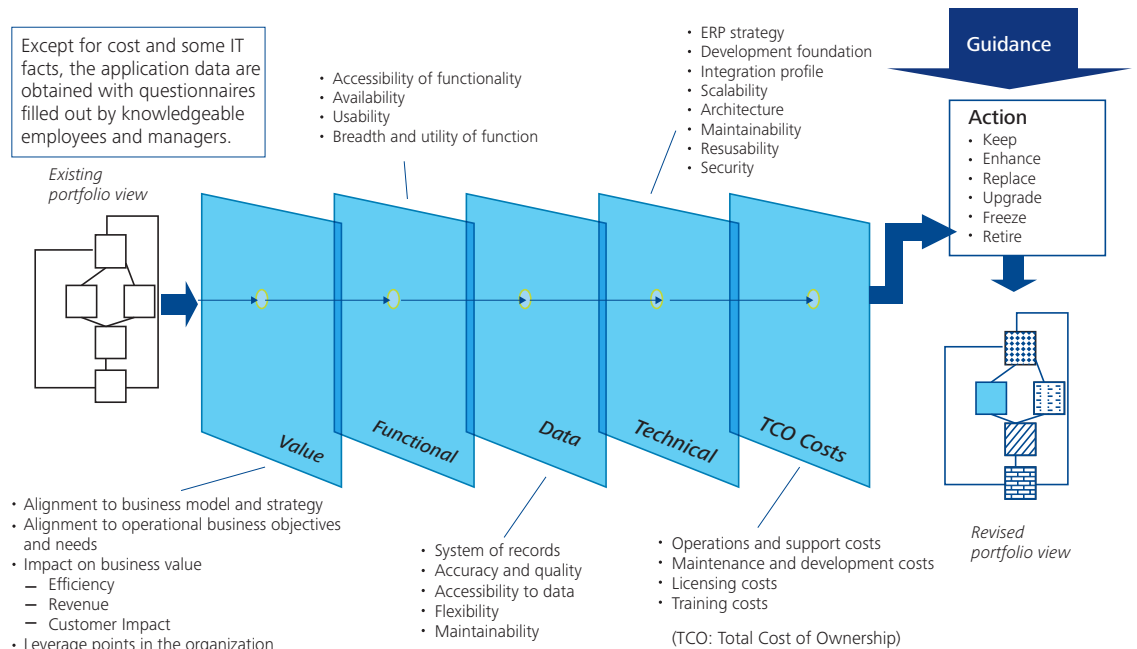 Except for cost and some IT
facts, the application data are
obtained with questionnaires
filled out by knowledgeable
employees and managers.
Existing
portfolio view
• Accessibility of functionality
• Availability
• Usability
• Breadth and utility of function
• ERP strategy
• Development foundation
• Integration profile
• Scalability
• Architecture
• Maintainability
• Resusability
• Security
Guidance
Action
• Keep
• Enhance
• Replace
• Upgrade
• Freeze
• Retire
Value
Functional
Data
Technical
TCO Costs
• Alignment to business model and strategy
• Alignment to operational business objectives
and needs
• Impact on business value
– Efficiency
– Revenue
– Customer Impact
• Leverage points in the organization
• System of records
• Accuracy and quality
• Accessibility to data
• Flexibility
• Maintainability
• Operations and support costs
• Maintenance and development costs
• Licensing costs
• Training costs
(TCO: Total Cost of Ownership)
Revised
portfolio view